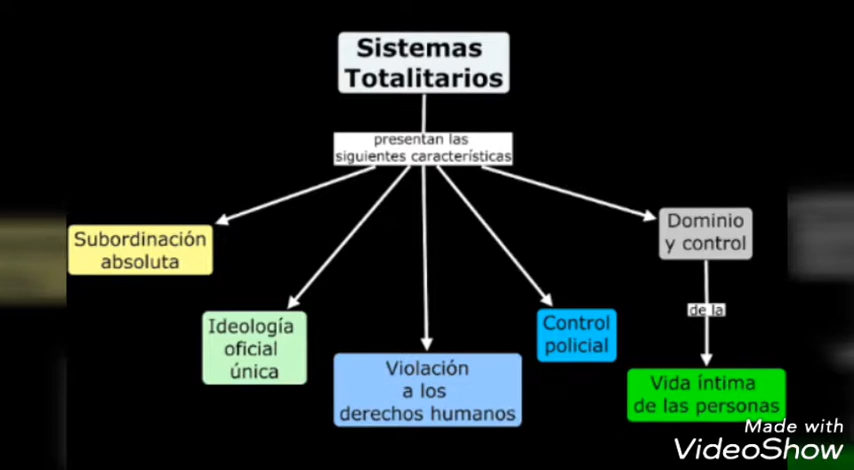 Sistemas
Totalitarios
presentan las
siguientes características
Subordinación
absoluta
Ideología
oficial
única
Violación
a los
derechos humanos
Control
policial
Dominio
y control
de la
Vida íntima
de las personas
Made with
VideoShow